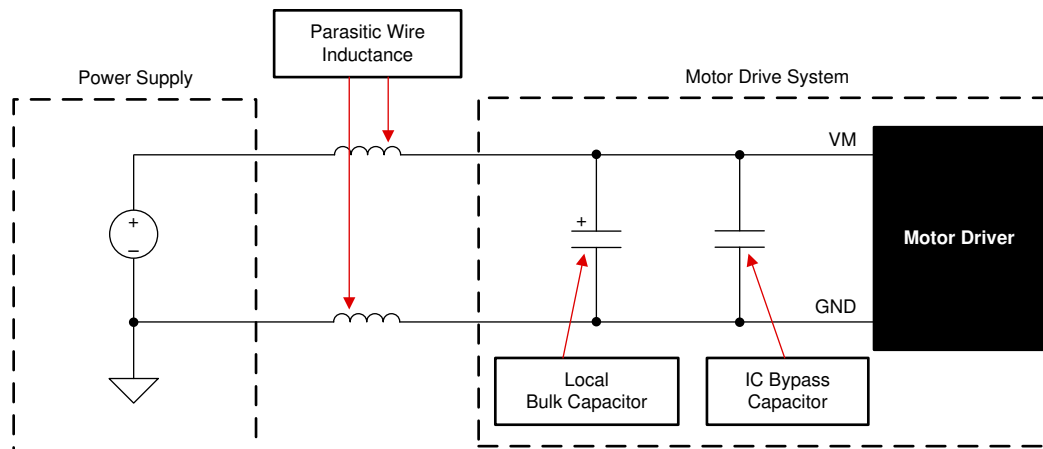 Parasitic Wire
Inductance
Power Supply
Motor Drive System
VM
+
+
–
Motor Driver
GND
Local
Bulk Capacitor
IC Bypass
Capacitor